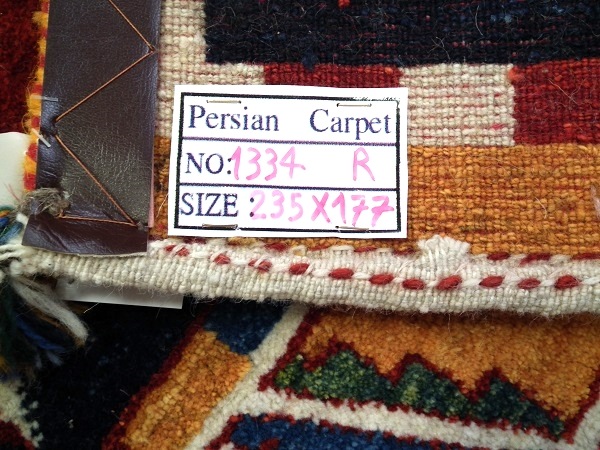 Persian Carpet
NO: 1334 R
SIZE: 235X177